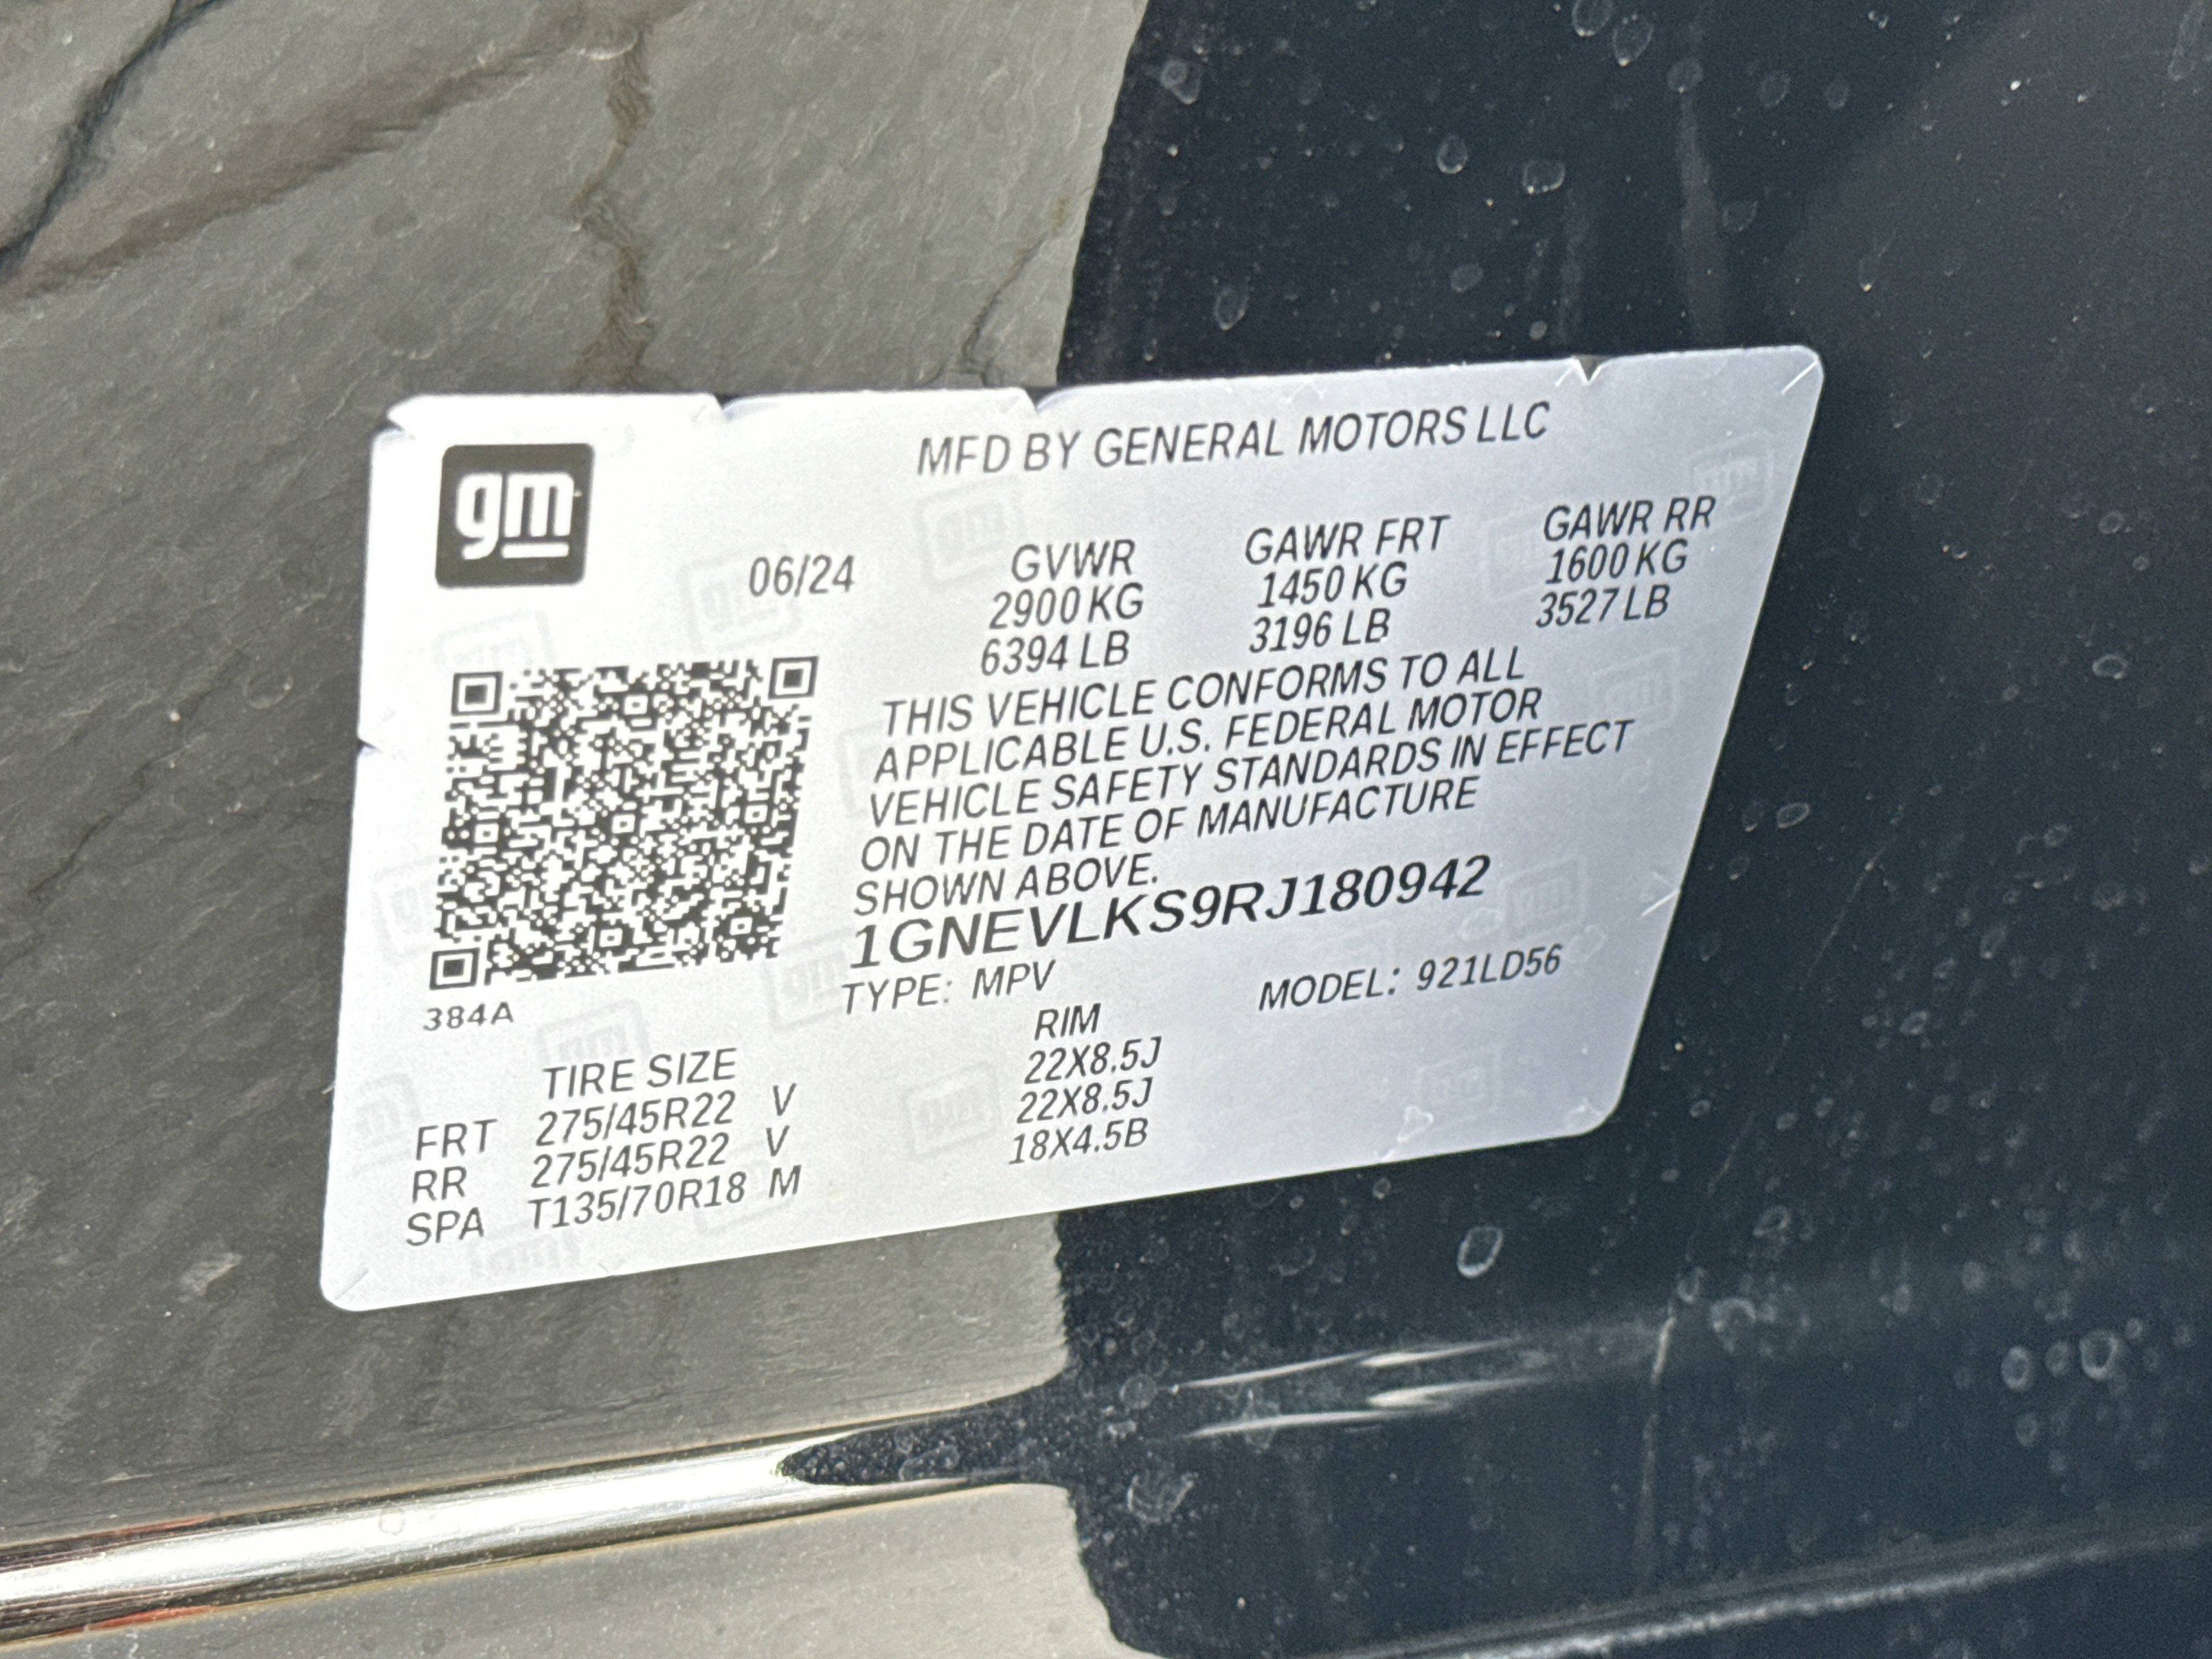 gm
MFD BY GENERAL MOTORS LLC
06/24
GVWR GAWR FRT GAWR RR
2900 KG 1450 KG 1600 KG
6394 LB 3196 LB 3527 LB
THIS VEHICLE CONFORMS TO ALL
APPLICABLE U.S. FEDERAL MOTOR
VEHICLE SAFETY STANDARDS IN EFFECT
ON THE DATE OF MANUFACTURE
SHOWN ABOVE.
1GNEVLKS9RJ180942
TYPE: MPV MODEL: 921LD56
384A
TIRE SIZE RIM
FRT 275/45R22 V 22X8.5J
RR 275/45R22 V 22X8.5J
SPA T135/70R18 M 18X4.5B